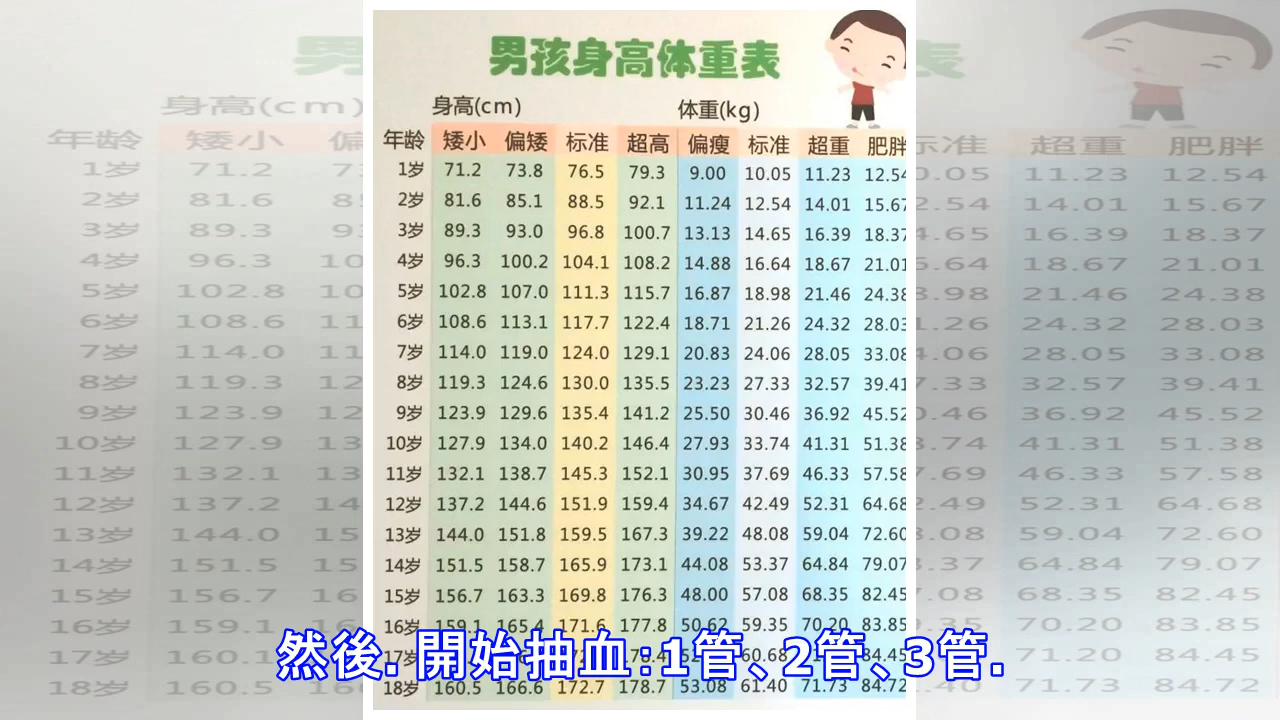 男孩身高体重表
身高(cm) 体重(kg)
年龄 矮小 偏矮 标准 超高 偏瘦 标准 超重 肥胖
1岁 71.2 73.8 76.5 79.3 9.00 10.05 11.23 12.54
2岁 81.6 85.1 88.5 92.1 11.24 12.54 14.01 15.67
3岁 89.3 93.0 96.8 100.7 13.13 14.65 16.39 18.37
4岁 96.3 100.2 104.1 108.2 14.88 16.64 18.67 21.01
5岁 102.8 107.0 111.3 115.7 16.87 18.98 21.46 24.38
6岁 108.6 113.1 117.7 122.4 18.71 21.26 24.32 28.03
7岁 114.0 119.0 124.0 129.1 20.83 24.06 28.05 33.08
8岁 119.3 124.6 130.0 135.5 23.23 27.33 32.57 39.41
9岁 123.9 129.6 135.4 141.2 25.50 30.46 36.92 45.52
10岁 127.9 134.0 140.2 146.4 27.93 33.74 41.31 51.38
11岁 132.1 138.7 145.3 152.1 30.95 37.69 46.33 57.58
12岁 137.2 144.6 151.9 159.4 34.67 42.49 52.31 64.68
13岁 144.0 151.8 159.5 167.3 39.22 48.08 59.04 72.60
14岁 151.5 158.7 165.9 173.1 44.08 53.37 64.84 79.07
15岁 156.7 163.3 169.8 176.3 48.00 57.08 68.35 82.45
16岁 159.1 165.4 171.6 177.8 50.62 59.35 70.20 83.85
17岁 160.1 60.68 84.45
18岁 160.5 166.6 172.7 178.7 53.08 61.40 71.73 84.72
然後.開始抽血:1管、2管、3管.